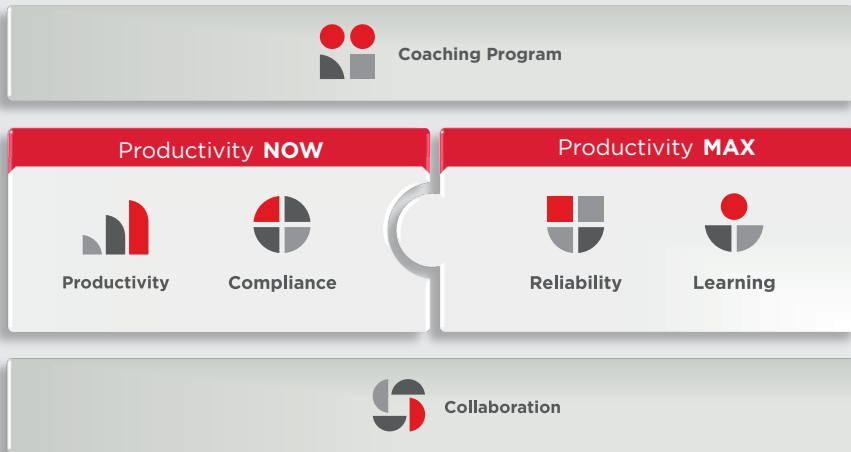 Coaching Program
Productivity NOW
Productivity MAX
Productivity
Compliance
Reliability
Learning
Collaboration